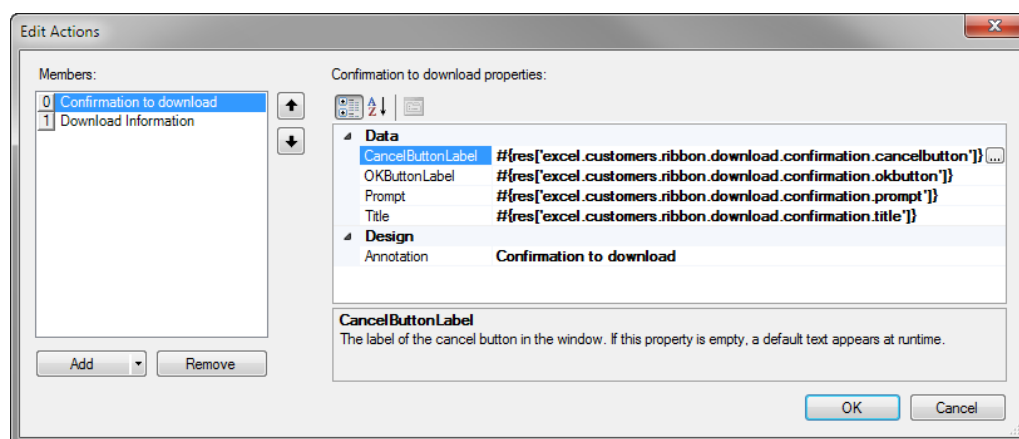 Edit Actions
Members:
0 Confirmation to download
1 Download Information
Add
Remove
Confirmation to download properties:
Data
CancelButtonLabel #{res['excel.customers.ribbon.download.confirmation.cancelbutton']} ...
OKButtonLabel #{res['excel.customers.ribbon.download.confirmation.okbutton']}
Prompt #{res['excel.customers.ribbon.download.confirmation.prompt']}
Title #{res['excel.customers.ribbon.download.confirmation.title']}
Design
Annotation Confirmation to download
CancelButtonLabel
The label of the cancel button in the window. If this property is empty, a default text appears at runtime.
OK
Cancel